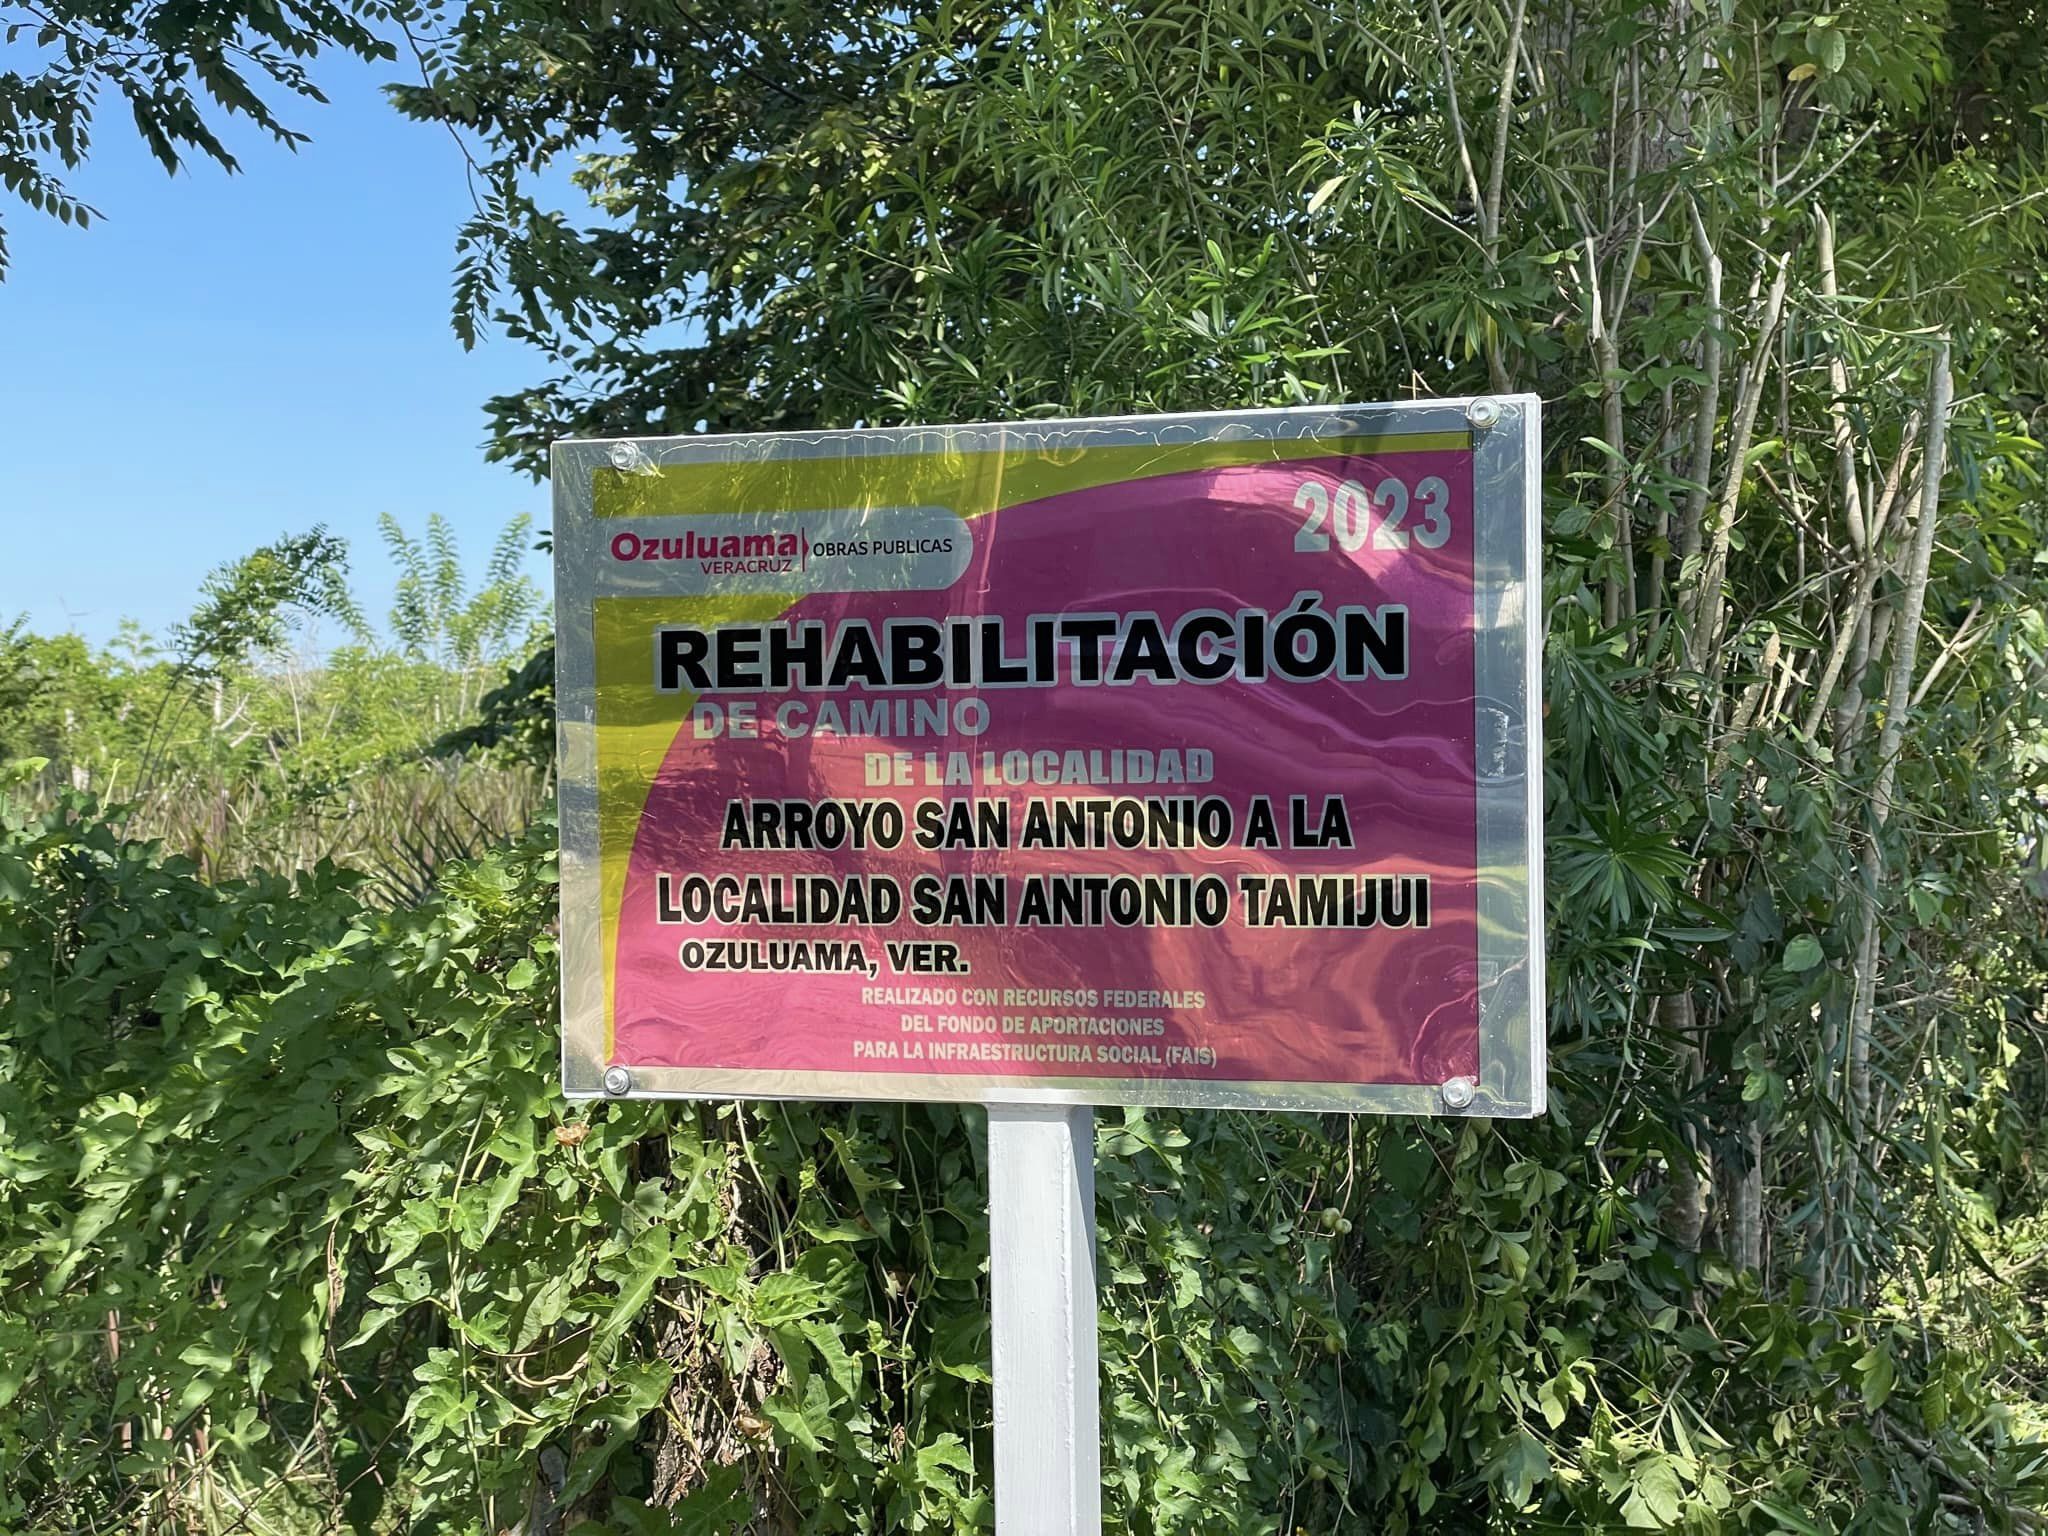 2023
Ozuluama
VERACRUZ
OBRAS PUBLICAS
REHABILITACIÓN
DE CAMINO
DE LA LOCALIDAD
ARROYO SAN ANTONIO A LA
LOCALIDAD SAN ANTONIO TAMIJUI
OZULUAMA, VER.
REALIZADO CON RECURSOS FEDERALES
DEL FONDO DE APORTACIONES
PARA LA INFRAESTRUCTURA SOCIAL (FAIS)